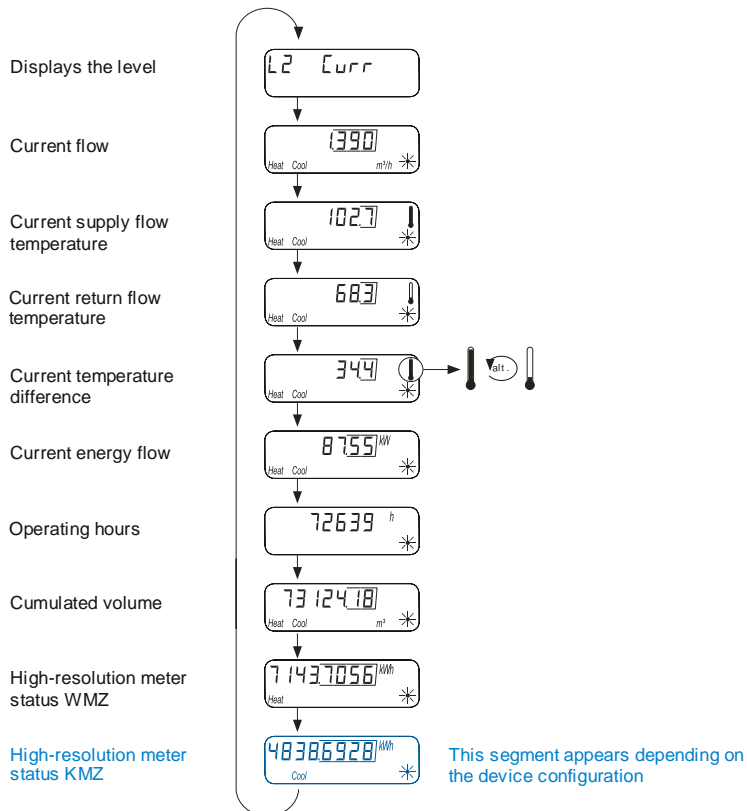 Displays the level
L2 Curr
Current flow
1.390
Heat Cool m³/h
Current supply flow
temperature
102.7
Heat Cool
Current return flow
temperature
68.3
Heat Cool
Current temperature
difference
34.4
Heat Cool
alt.
Current energy flow
87.55 kW
Heat Cool
Operating hours
72639 h
Cumulated volume
73124.18
Heat Cool m³
High-resolution meter
status WMZ
7143.7056 kWh
Heat
High-resolution meter
status KMZ
4838.6928 kWh
Cool
This segment appears depending on
the device configuration